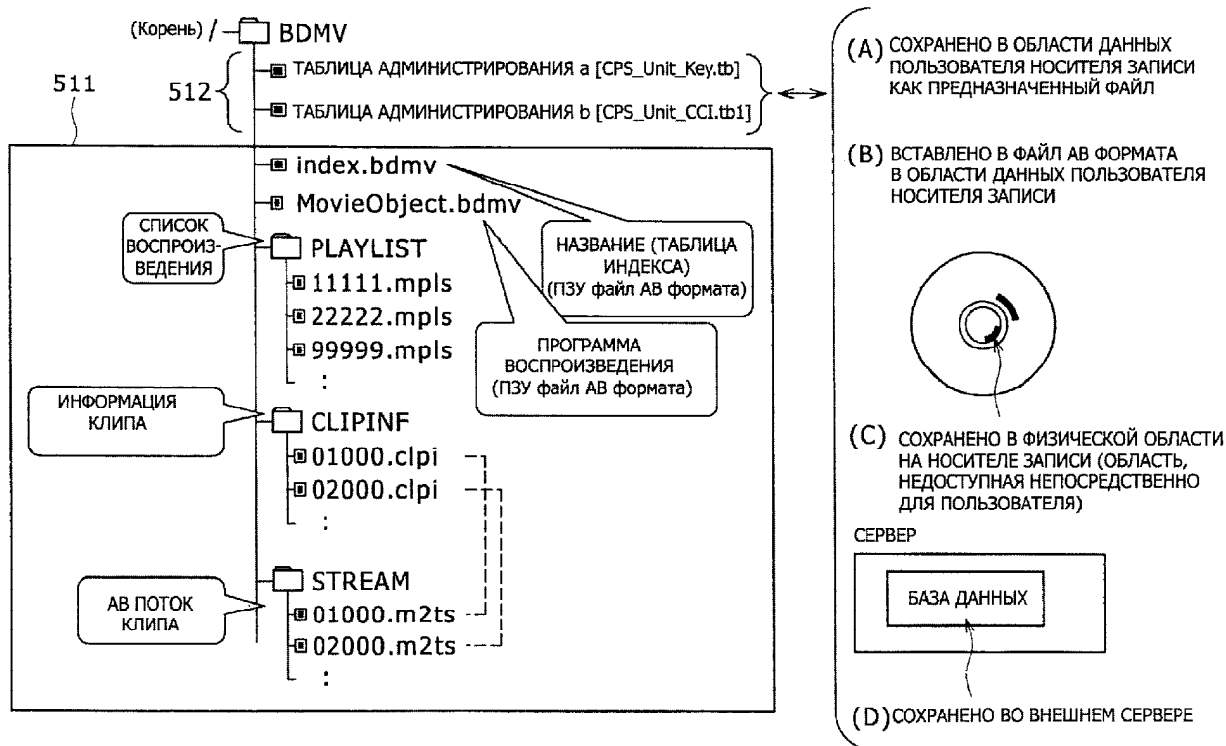 (Корень) /
BDMV
512
ТАБЛИЦА АДМИНИСТРИРОВАНИЯ a [CPS_Unit_Key.tb]
ТАБЛИЦА АДМИНИСТРИРОВАНИЯ b [CPS_Unit_CCI.tb1]
511
index.bdmv
MovieObject.bdmv
СПИСОК
ВОСПРОИЗ-
ВЕДЕНИЯ
PLAYLIST
11111.mpls
22222.mpls
99999.mpls
:
НАЗВАНИЕ (ТАБЛИЦА
ИНДЕКСА)
(ПЗУ файл АВ формата)
ПРОГРАММА
ВОСПРОИЗВЕДЕНИЯ
(ПЗУ файл АВ формата)
ИНФОРМАЦИЯ
КЛИПА
CLIPINF
01000.clpi
02000.clpi
:
АВ ПОТОК
КЛИПА
STREAM
01000.m2ts
02000.m2ts
:
(A) СОХРАНЕНО В ОБЛАСТИ ДАННЫХ
ПОЛЬЗОВАТЕЛЯ НОСИТЕЛЯ ЗАПИСИ
КАК ПРЕДНАЗНАЧЕННЫЙ ФАЙЛ
(B) ВСТАВЛЕНО В ФАЙЛ АВ ФОРМАТА
В ОБЛАСТИ ДАННЫХ ПОЛЬЗОВАТЕЛЯ
НОСИТЕЛЯ ЗАПИСИ
(C) СОХРАНЕНО В ФИЗИЧЕСКОЙ ОБЛАСТИ
НА НОСИТЕЛЕ ЗАПИСИ (ОБЛАСТЬ,
НЕДОСТУПНАЯ НЕПОСРЕДСТВЕННО
ДЛЯ ПОЛЬЗОВАТЕЛЯ)
СЕРВЕР
БАЗА ДАННЫХ
(D) СОХРАНЕНО ВО ВНЕШНЕМ СЕРВЕРЕ